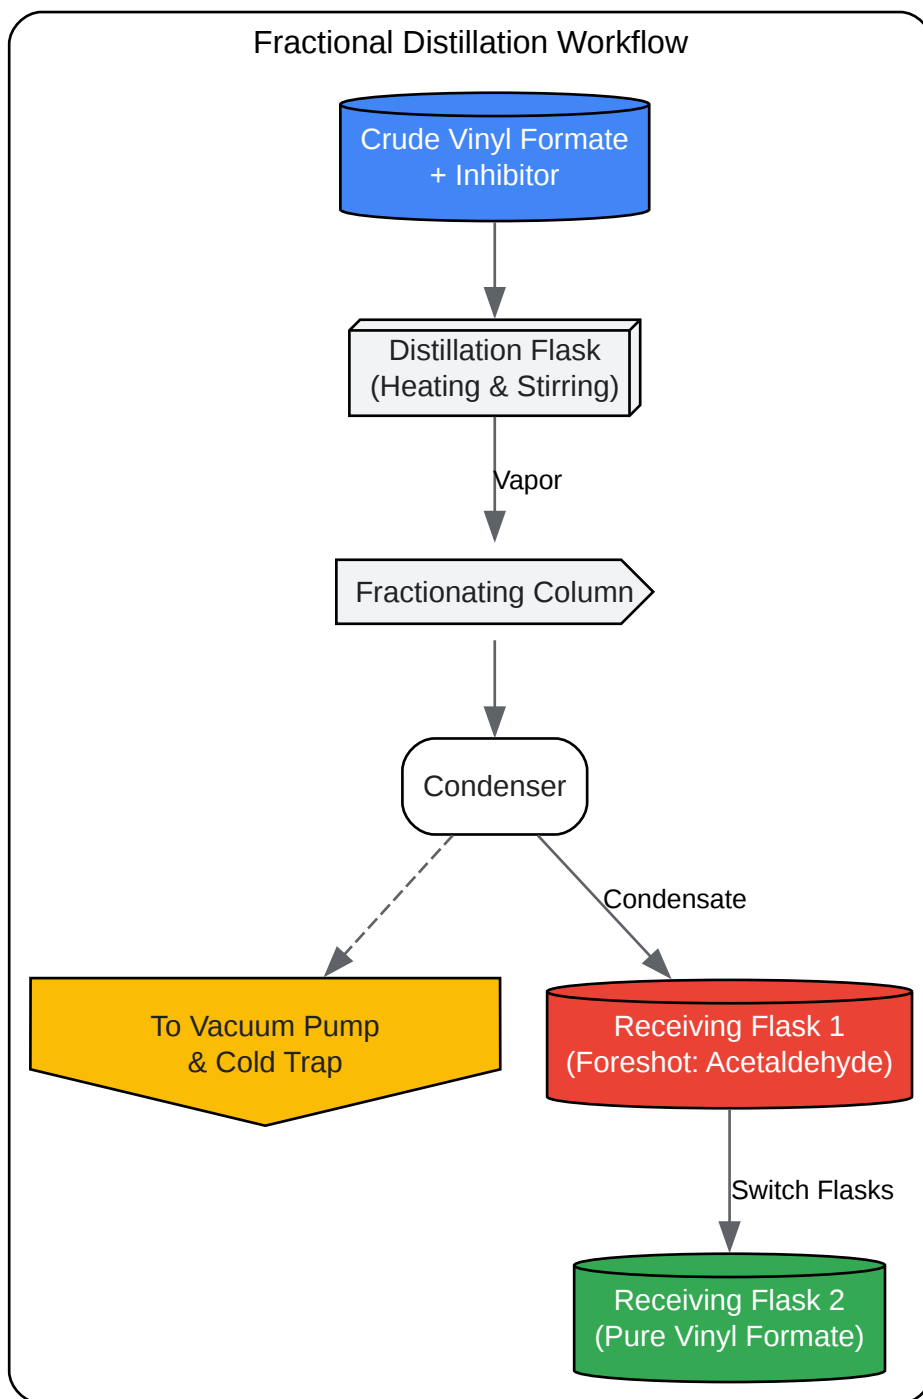 Fractional Distillation Workflow
Crude Vinyl Formate
+ Inhibitor
Distillation Flask
(Heating & Stirring)
Vapor
Fractionating Column
Condenser
Condensate
To Vacuum Pump
& Cold Trap
Receiving Flask 1
(Foreshot: Acetaldehyde)
Switch Flasks
Receiving Flask 2
(Pure Vinyl Formate)